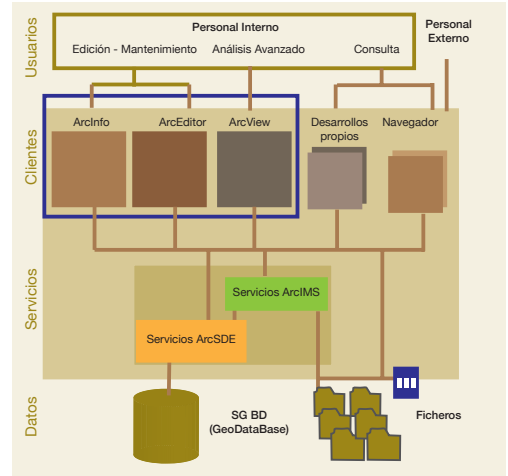 Usuarios
Personal Interno
Edición - Mantenimiento Análisis Avanzado Consulta
Personal
Externo
Clientes
ArcInfo ArcEditor ArcView Desarrollos
propios Navegador
Servicios
Servicios ArcIMS
Servicios ArcSDE
Datos
SG BD
(GeoDataBase)
Ficheros